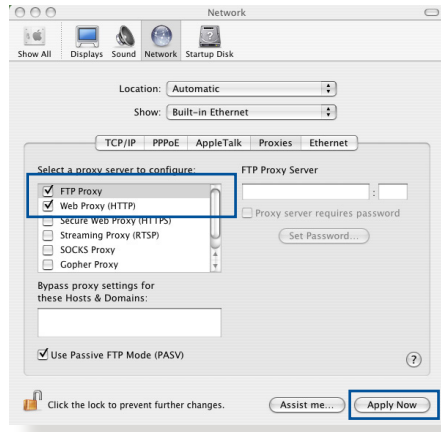 Network
Show All Displays Sound Network Startup Disk
Location: Automatic
Show: Built-in Ethernet
TCP/IP PPPoE AppleTalk Proxies Ethernet
Select a proxy server to configure: FTP Proxy Server
FTP Proxy
Web Proxy (HTTP) :
Secure Web Proxy (HTTPS) Proxy server requires password
Streaming Proxy (RTSP) Set Password...
SOCKS Proxy
Gopher Proxy
Bypass proxy settings for
these Hosts & Domains:
Use Passive FTP Mode (PASV) ?
Click the lock to prevent further changes. Assist me... Apply Now